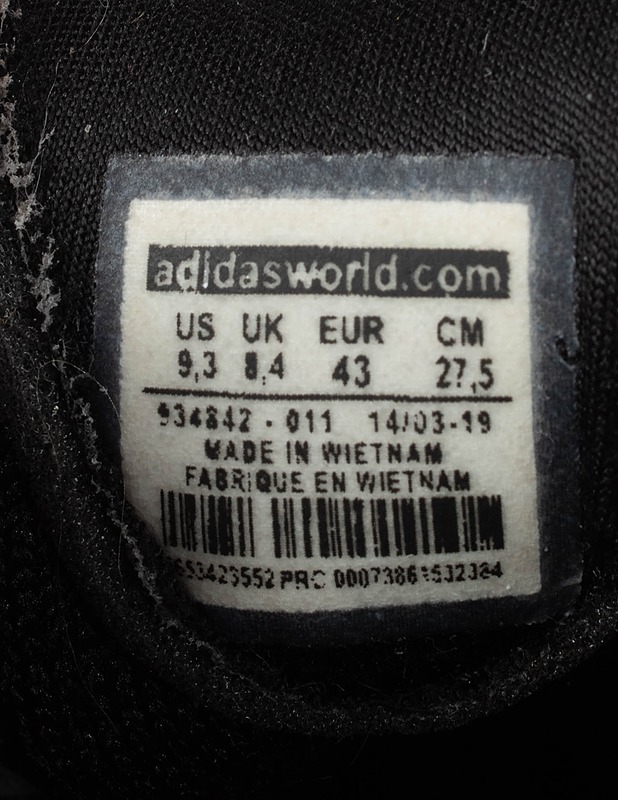 adidasworld.com
US UK EUR CM
9,3 8,4 43 27,5
934842 - 011 14/03-19
MADE IN WIETNAM
FABRIQUE EN WIETNAM
PRC